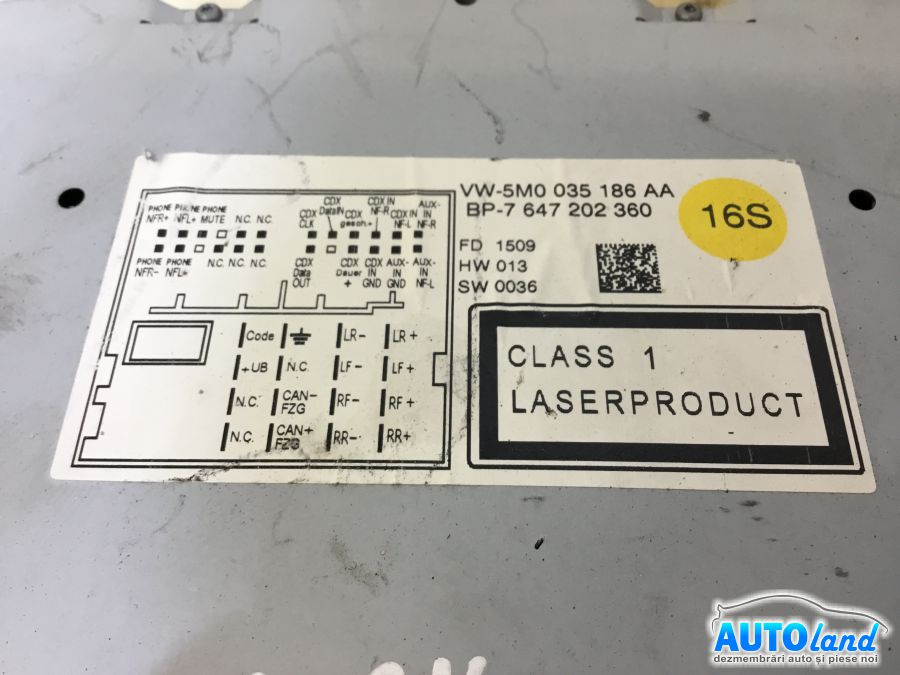 VW-5M0 035 186 AA
BP-7 647 202 360
16S
FD 1509
HW 013
SW 0036
CLASS 1
LASERPRODUCT
PHONE NFR+ PHONE NFL+ PHONE MUTE PHONE N.C. N.C.
CDX CLK CDX DataIN CDX gesch.+ CDX IN NF-R CDX IN NF-L AUX-IN NF-R
PHONE NFR- PHONE NFL- N.C. N.C. N.C.
CDX Data OUT CDX Dauer + CDX IN GND AUX-IN GND AUX-IN NF-L
Code LR- LR+
+UB N.C. LF- LF+
N.C. CAN-FZG RF- RF+
N.C. CAN+FZG RR- RR+
AUTOland
dezmembrări auto și piese noi